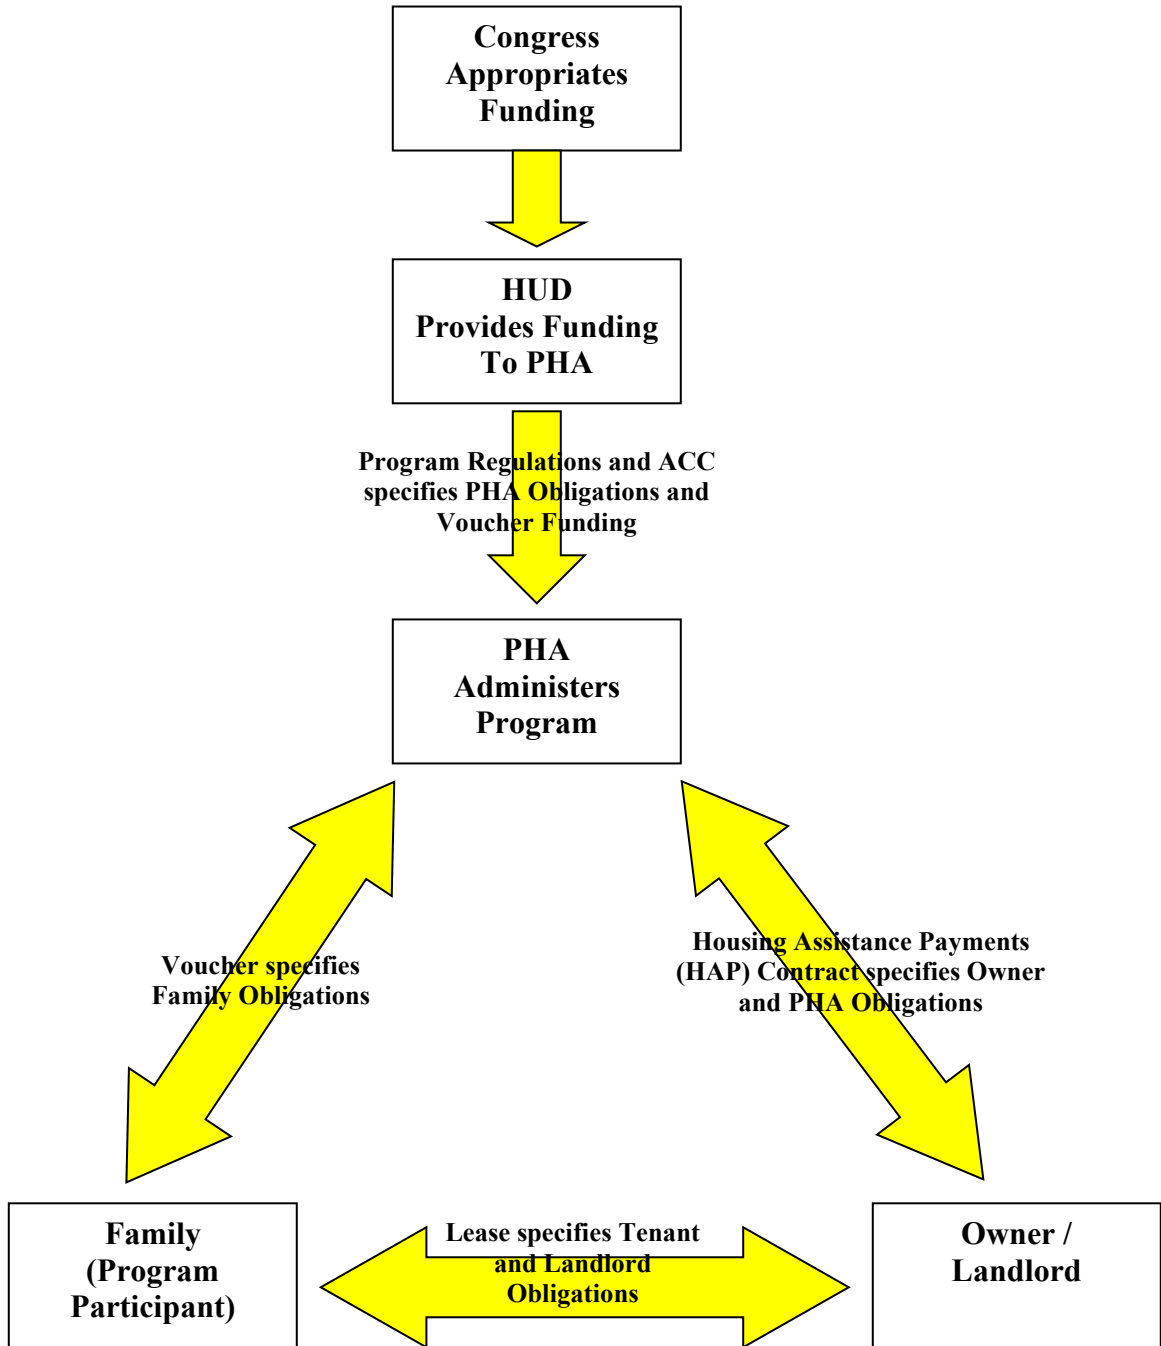 Congress
Appropriates
Funding
HUD
Provides Funding
To PHA
Program Regulations and ACC
specifies PHA Obligations and
Voucher Funding
PHA
Administers
Program
Voucher specifies
Family Obligations
Housing Assistance Payments
(HAP) Contract specifies Owner
and PHA Obligations
Family
(Program
Participant)
Lease specifies Tenant
and Landlord
Obligations
Owner /
Landlord